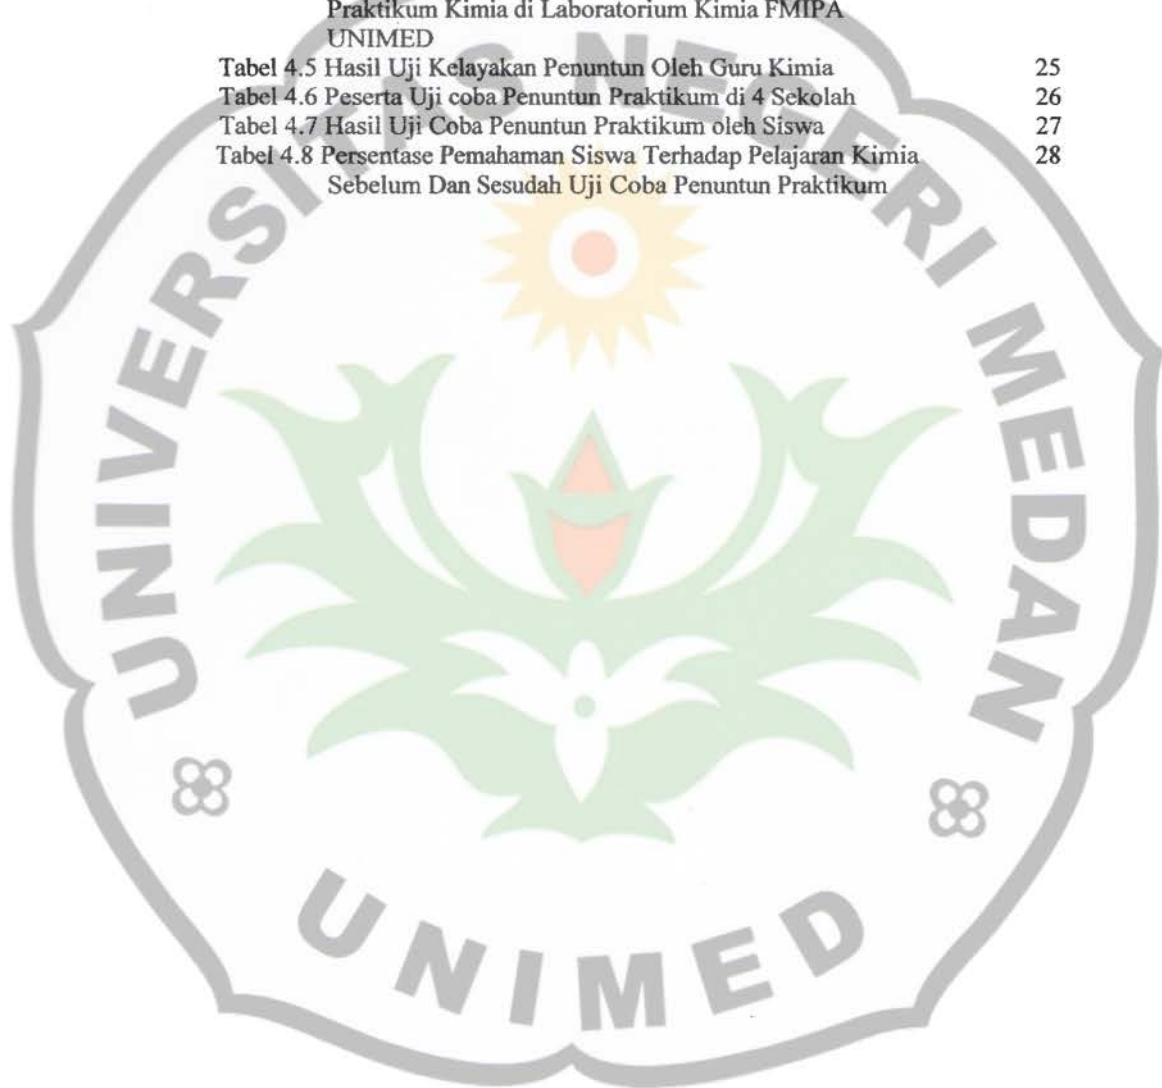 Praktikum Kimia di Laboratorium Kimia FMIPA
UNIMED
Tabel 4.5 Hasil Uji Kelayakan Penuntun Oleh Guru Kimia 25
Tabel 4.6 Peserta Uji coba Penuntun Praktikum di 4 Sekolah 26
Tabel 4.7 Hasil Uji Coba Penuntun Praktikum oleh Siswa 27
Tabel 4.8 Persentase Pemahaman Siswa Terhadap Pelajaran Kimia 28
Sebelum Dan Sesudah Uji Coba Penuntun Praktikum
UNIVERSITAS NEGERI MEDAN
UNIMED